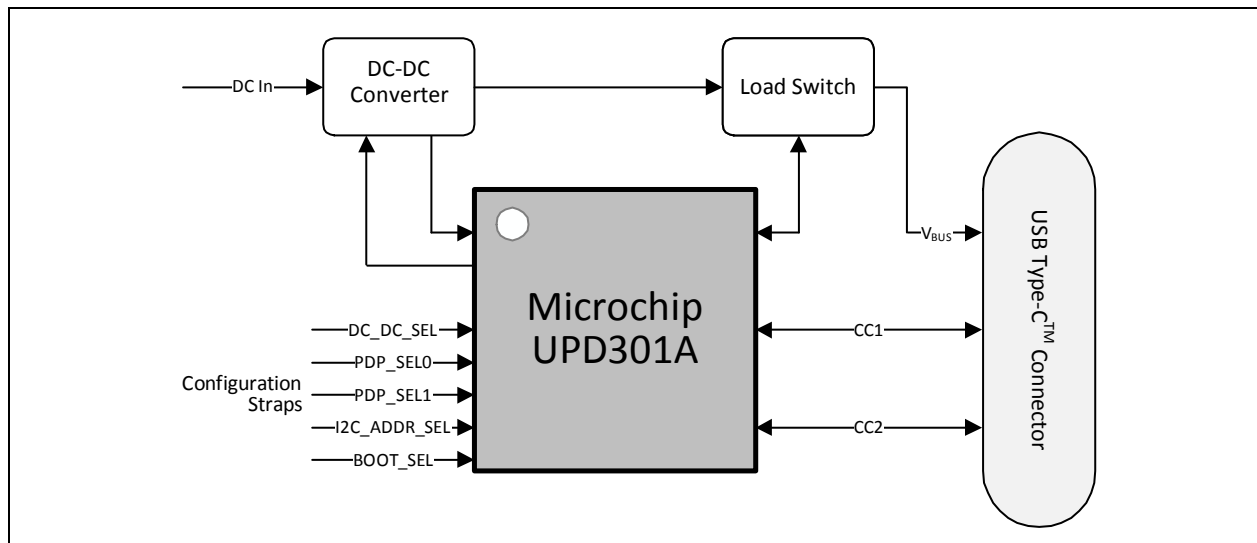 DC In
DC-DC
Converter
Load Switch
VBUS
Microchip
UPD301A
Configuration
Straps
DC_DC_SEL
PDP_SEL0
PDP_SEL1
I2C_ADDR_SEL
BOOT_SEL
CC1
CC2
USB Type-C™ Connector